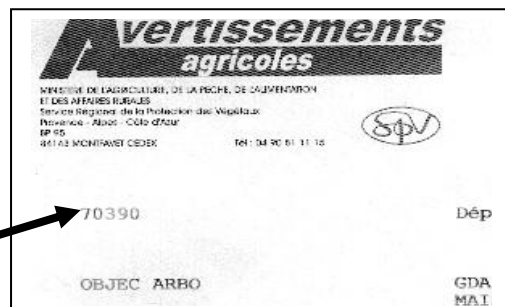 Avertissements
agricoles
MINISTERE DE L'AGRICULTURE, DE LA PECHE, DE L'ALIMENTATION
ET DES AFFAIRES RURALES
Service Régional de la Protection des Végétaux
Provence - Alpes - Côte d'Azur
BP 95
84143 MONTFAVET CEDEX Tél : 04 90 81 11 15
SPV
70390 Dép
OBJEC ARBO GDA
MAI